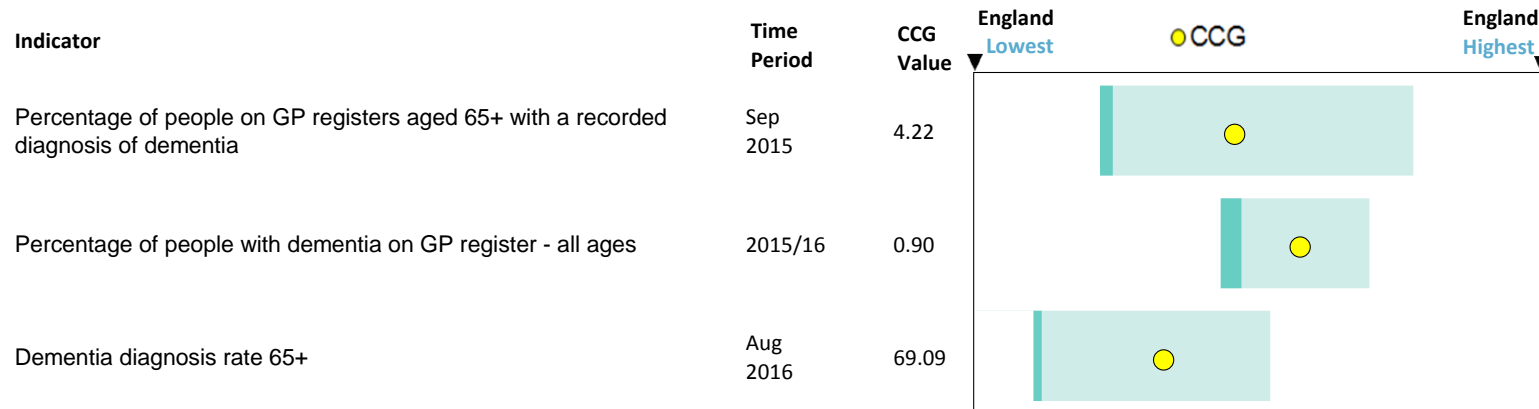 Indicator
Time Period
CCG Value
England Lowest
CCG
England Highest
Percentage of people on GP registers aged 65+ with a recorded
diagnosis of dementia
Sep
2015
4.22
Percentage of people with dementia on GP register - all ages
2015/16
0.90
Dementia diagnosis rate 65+
Aug
2016
69.09